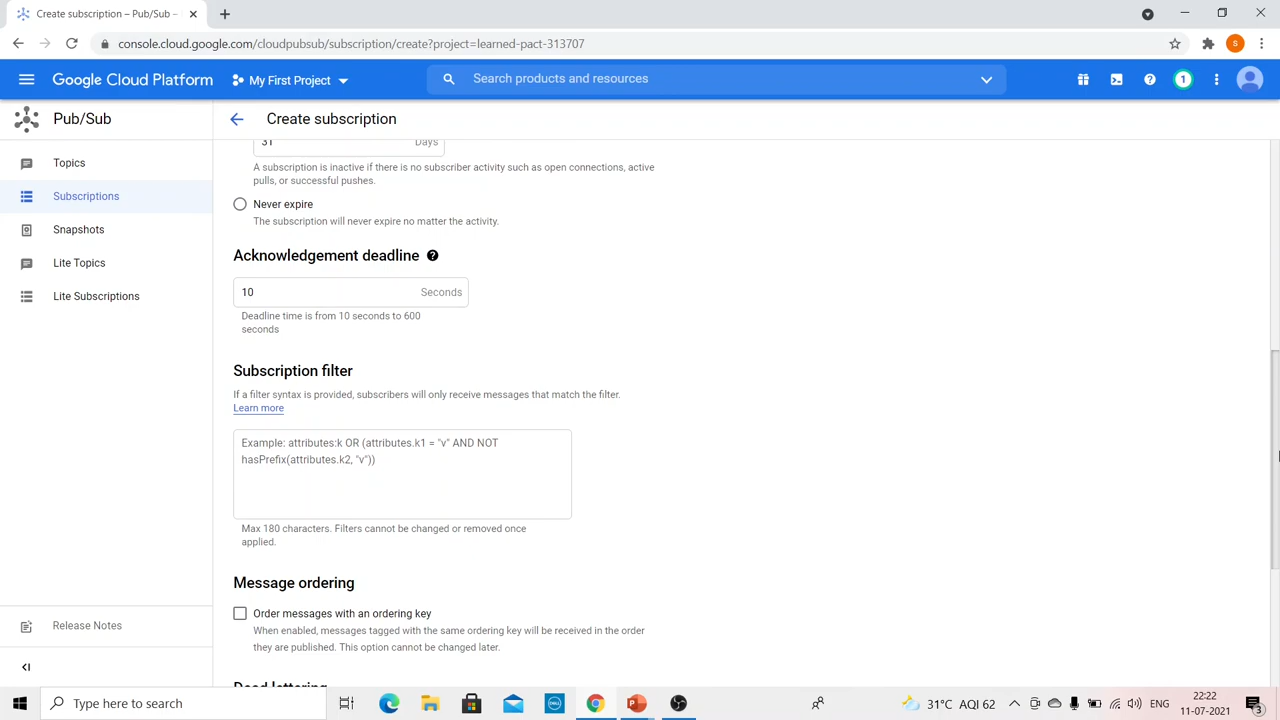 Create subscription – Pub/Sub –
console.cloud.google.com/cloudpubsub/subscription/create?project=learned-pact-313707
S
Google Cloud Platform
My First Project
Search products and resources
1
Pub/Sub
Create subscription
Topics
Subscriptions
Snapshots
Lite Topics
Lite Subscriptions
Release Notes
31 Days
A subscription is inactive if there is no subscriber activity such as open connections, active
pulls, or successful pushes.
Never expire
The subscription will never expire no matter the activity.
Acknowledgement deadline
10 Seconds
Deadline time is from 10 seconds to 600
seconds
Subscription filter
If a filter syntax is provided, subscribers will only receive messages that match the filter.
Learn more
Example: attributes:k OR (attributes.k1 = "v" AND NOT
hasPrefix(attributes.k2, "v"))
Max 180 characters. Filters cannot be changed or removed once
applied.
Message ordering
Order messages with an ordering key
When enabled, messages tagged with the same ordering key will be received in the order
they are published. This option cannot be changed later.
Dead lettering
Type here to search
DELL
31°C AQI 62
ENG
22:22
11-07-2021
3